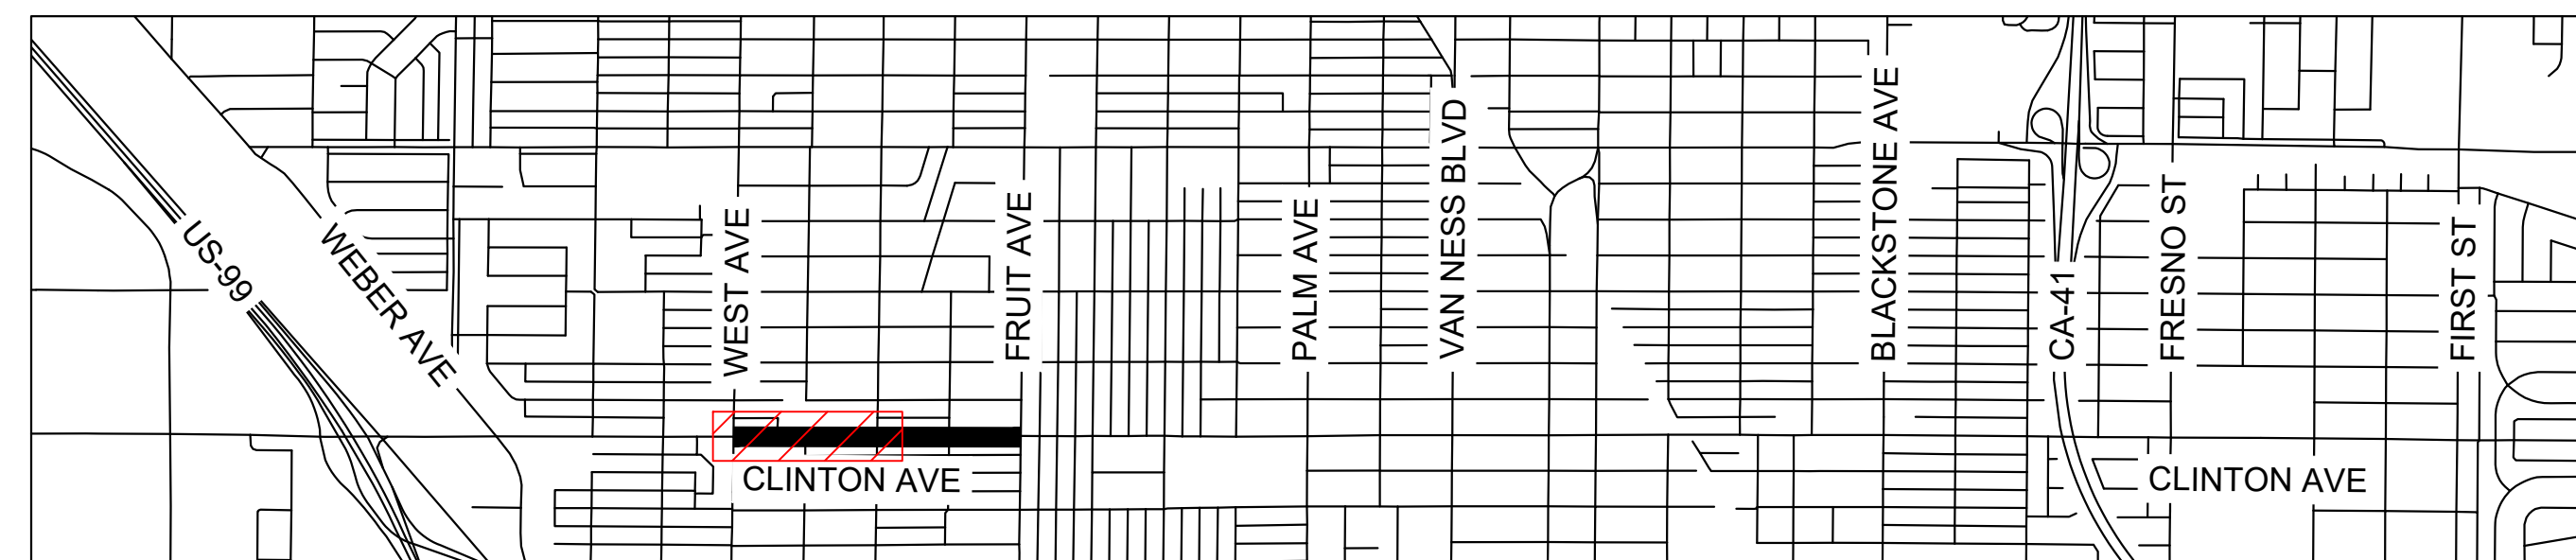 US-99
WEBER AVE
WEST AVE
FRUIT AVE
PALM AVE
VAN NESS BLVD
BLACKSTONE AVE
CA-41
FRESNO ST
FIRST ST
CLINTON AVE
CLINTON AVE